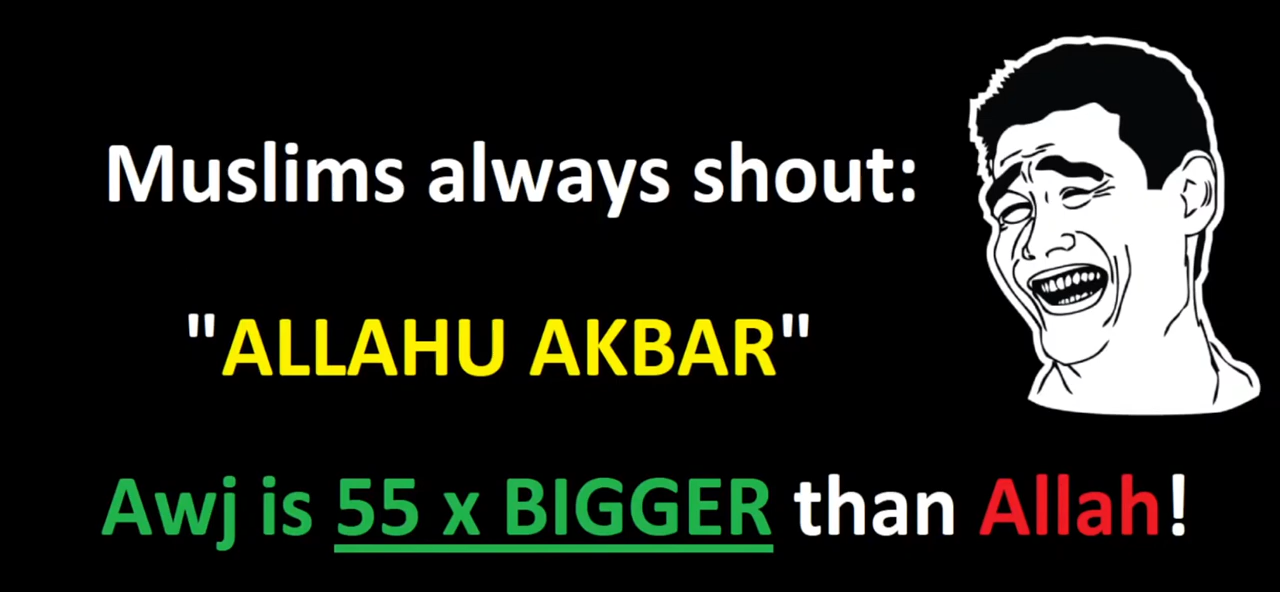 Muslims always shout:
"ALLAHU AKBAR"
Awj is 55 x BIGGER than Allah!